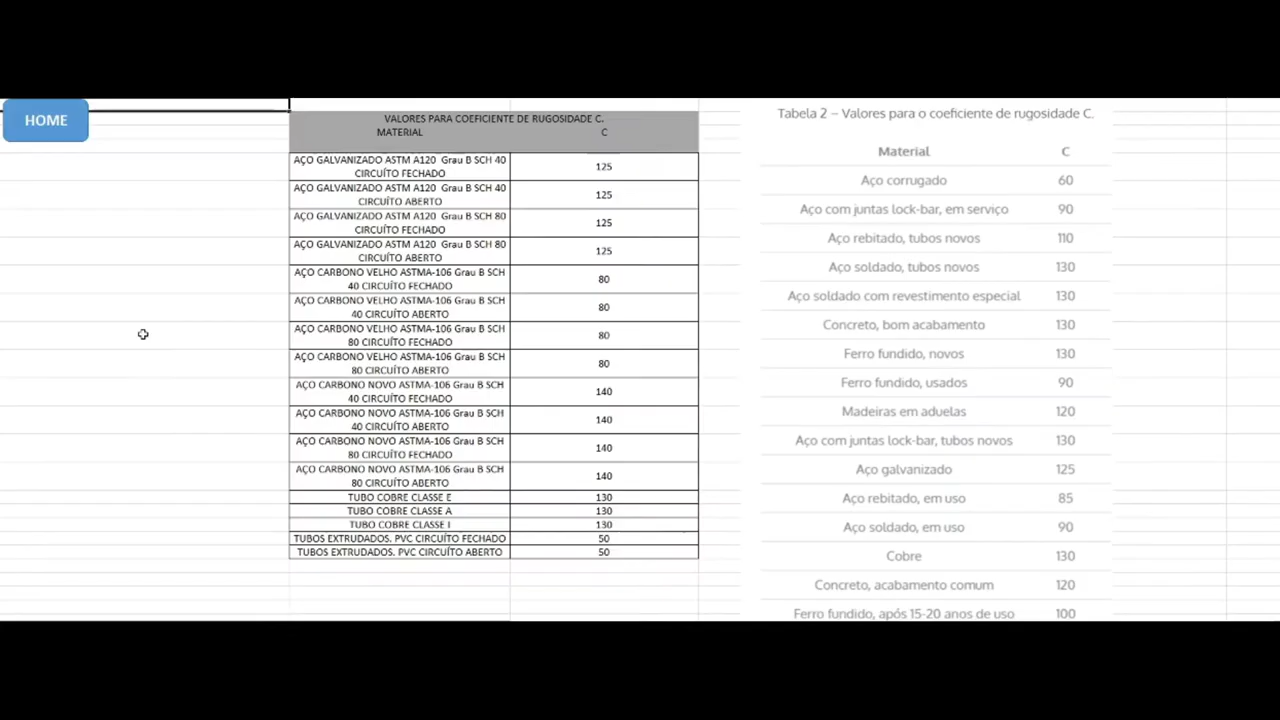 HOME
VALORES PARA COEFICIENTE DE RUGOSIDADE C.
MATERIAL C
AÇO GALVANIZADO ASTM A120 Grau B SCH 40
CIRCUÍTO FECHADO 125
AÇO GALVANIZADO ASTM A120 Grau B SCH 40
CIRCUÍTO ABERTO 125
AÇO GALVANIZADO ASTM A120 Grau B SCH 80
CIRCUÍTO FECHADO 125
AÇO GALVANIZADO ASTM A120 Grau B SCH 80
CIRCUÍTO ABERTO 125
AÇO CARBONO VELHO ASTMA-106 Grau B SCH
40 CIRCUÍTO FECHADO 80
AÇO CARBONO VELHO ASTMA-106 Grau B SCH
40 CIRCUÍTO ABERTO 80
AÇO CARBONO VELHO ASTMA-106 Grau B SCH
80 CIRCUÍTO FECHADO 80
AÇO CARBONO VELHO ASTMA-106 Grau B SCH
80 CIRCUÍTO ABERTO 80
AÇO CARBONO NOVO ASTMA-106 Grau B SCH
40 CIRCUÍTO FECHADO 140
AÇO CARBONO NOVO ASTMA-106 Grau B SCH
40 CIRCUÍTO ABERTO 140
AÇO CARBONO NOVO ASTMA-106 Grau B SCH
80 CIRCUÍTO FECHADO 140
AÇO CARBONO NOVO ASTMA-106 Grau B SCH
80 CIRCUÍTO ABERTO 140
TUBO COBRE CLASSE E 130
TUBO COBRE CLASSE A 130
TUBO COBRE CLASSE I 130
TUBOS EXTRUDADOS. PVC CIRCUÍTO FECHADO 50
TUBOS EXTRUDADOS. PVC CIRCUÍTO ABERTO 50
Tabela 2 – Valores para o coeficiente de rugosidade C.
Material C
Aço corrugado 60
Aço com juntas lock-bar, em serviço 90
Aço rebitado, tubos novos 110
Aço soldado, tubos novos 130
Aço soldado com revestimento especial 130
Concreto, bom acabamento 130
Ferro fundido, novos 130
Ferro fundido, usados 90
Madeiras em aduelas 120
Aço com juntas lock-bar, tubos novos 130
Aço galvanizado 125
Aço rebitado, em uso 85
Aço soldado, em uso 90
Cobre 130
Concreto, acabamento comum 120
Ferro fundido, após 15-20 anos de uso 100